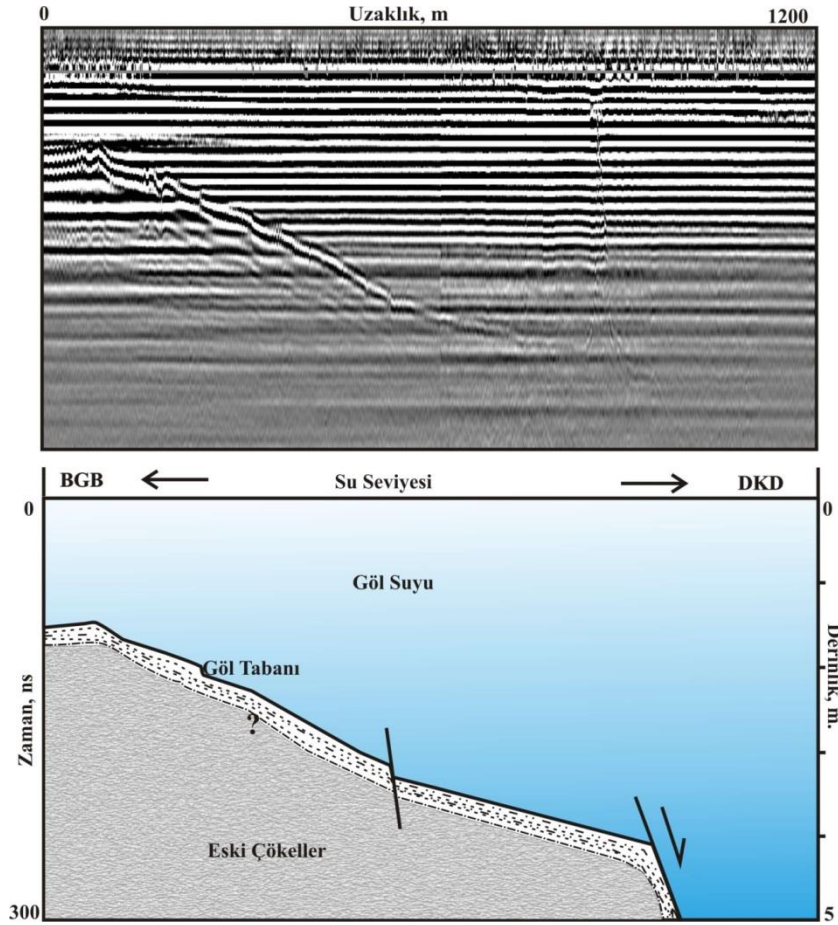 0 Uzaklık, m 1200
BGB Su Seviyesi DKD
0 0
Göl Suyu
Göl Tabanı
?
Eski Çökeller
Zaman, ns
Derinlik, m.
300 5